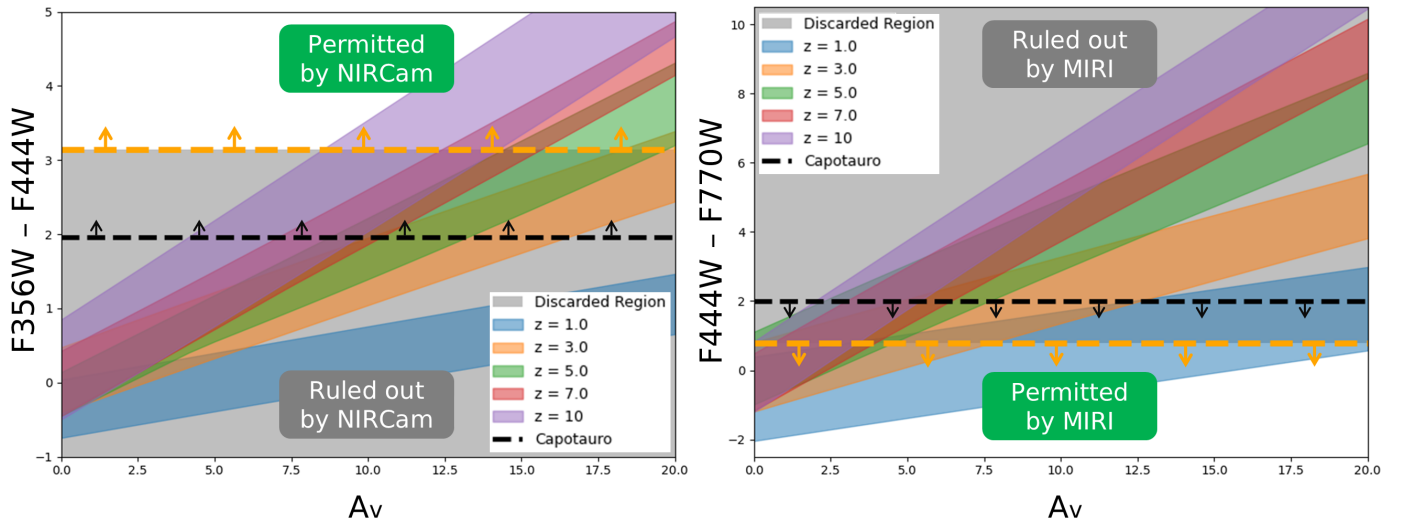 F356W – F444W
5
4
3
2
1
0
−1
Permitted
by NIRCam
Ruled out
by NIRCam
Discarded Region
z = 1.0
z = 3.0
z = 5.0
z = 7.0
z = 10
Capotauro
0.0 2.5 5.0 7.5 10.0 12.5 15.0 17.5 20.0
Av
F444W – F770W
10
8
6
4
2
0
−2
Discarded Region
z = 1.0
z = 3.0
z = 5.0
z = 7.0
z = 10
Capotauro
Ruled out
by MIRI
Permitted
by MIRI
0.0 2.5 5.0 7.5 10.0 12.5 15.0 17.5 20.0
Av